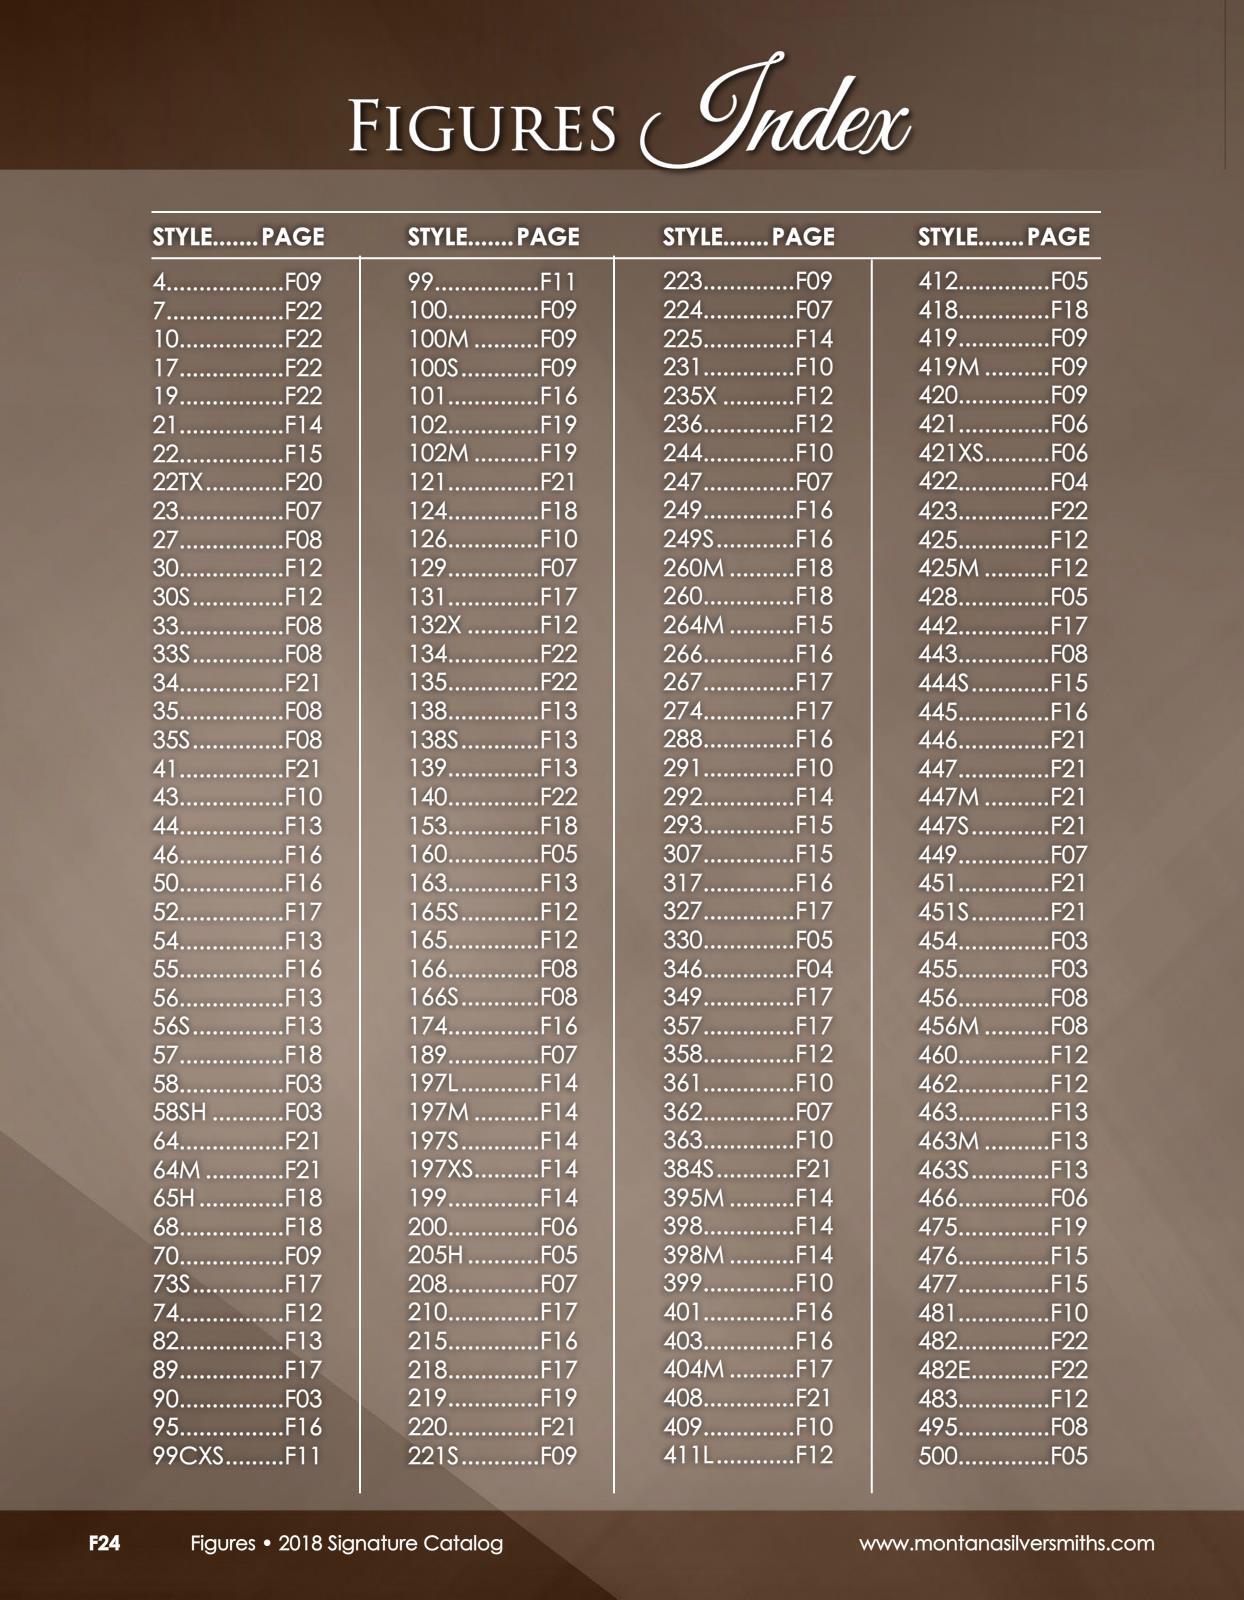 FIGURES Index
STYLE.......PAGE
4..................F09
7..................F22
10................F22
17................F22
19................F22
21................F14
22................F15
22TX............F20
23................F07
27................F08
30................F12
30S..............F12
33................F08
33S..............F08
34................F21
35................F08
35S..............F08
41................F21
43................F10
44................F13
46................F16
50................F16
52................F17
54................F13
55................F16
56................F13
56S..............F13
57................F18
58................F03
58SH ...........F03
64................F21
64M ............F21
65H .............F18
68................F18
70................F09
73S..............F17
74................F12
82................F13
89................F17
90................F03
95................F16
99CXS.........F11
STYLE.......PAGE
99................F11
100..............F09
100M ..........F09
100S............F09
101..............F16
102..............F19
102M ..........F19
121..............F21
124..............F18
126..............F10
129..............F07
131..............F17
132X ...........F12
134..............F22
135..............F22
138..............F13
138S............F13
139..............F13
140..............F22
153..............F18
160..............F05
163..............F13
165S............F12
165..............F12
166..............F08
166S............F08
174..............F16
189..............F07
197L............F14
197M ..........F14
197S............F14
197XS..........F14
199..............F14
200..............F06
205H ...........F05
208..............F07
210..............F17
215..............F16
218..............F17
219..............F19
220..............F21
221S............F09
STYLE.......PAGE
223..............F09
224..............F07
225..............F14
231..............F10
235X ...........F12
236..............F12
244..............F10
247..............F07
249..............F16
249S............F16
260M ..........F18
260..............F18
264M ..........F15
266..............F16
267..............F17
274..............F17
288..............F16
291..............F10
292..............F14
293..............F15
307..............F15
317..............F16
327..............F17
330..............F05
346..............F04
349..............F17
357..............F17
358..............F12
361..............F10
362..............F07
363..............F10
384S............F21
395M ..........F14
398..............F14
398M ..........F14
399..............F10
401..............F16
403..............F16
404M ..........F17
408..............F21
409..............F10
411L............F12
STYLE.......PAGE
412..............F05
418..............F18
419..............F09
419M ..........F09
420..............F09
421..............F06
421XS..........F06
422..............F04
423..............F22
425..............F12
425M ..........F12
428..............F05
442..............F17
443..............F08
444S............F15
445..............F16
446..............F21
447..............F21
447M ..........F21
447S............F21
449..............F07
451..............F21
451S............F21
454..............F03
455..............F03
456..............F08
456M ..........F08
460..............F12
462..............F12
463..............F13
463M ..........F13
463S............F13
466..............F06
475..............F19
476..............F15
477..............F15
481..............F10
482..............F22
482E............F22
483..............F12
495..............F08
500..............F05
F24 Figures • 2018 Signature Catalog www.montanasilversmiths.com